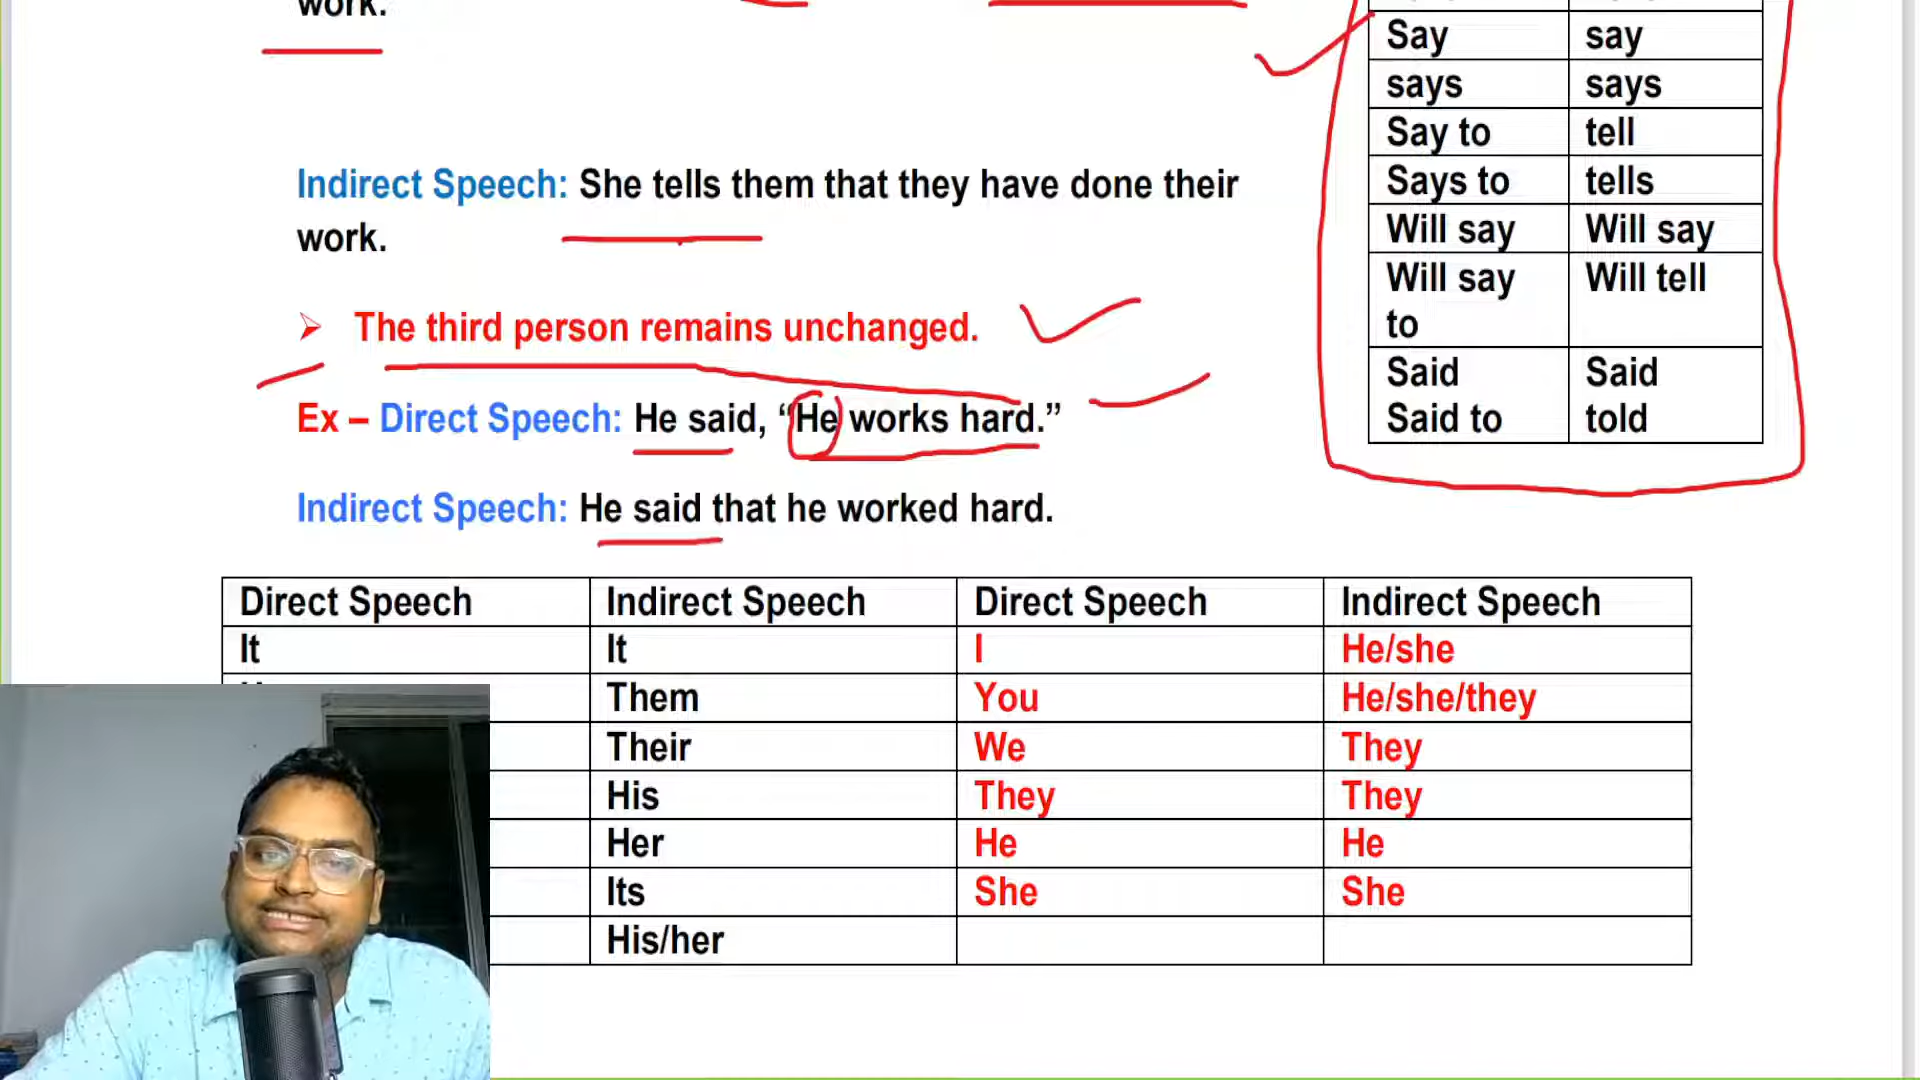 work.
Say say
says says
Say to tell
Says to tells
Will say Will say
Will say Will tell
to
Said Said
Said to told
Indirect Speech: She tells them that they have done their
work.
The third person remains unchanged.
Ex – Direct Speech: He said, “He works hard.”
Indirect Speech: He said that he worked hard.
Direct Speech Indirect Speech Direct Speech Indirect Speech
It It I He/she
Them You He/she/they
Their We They
His They They
Her He He
Its She She
His/her